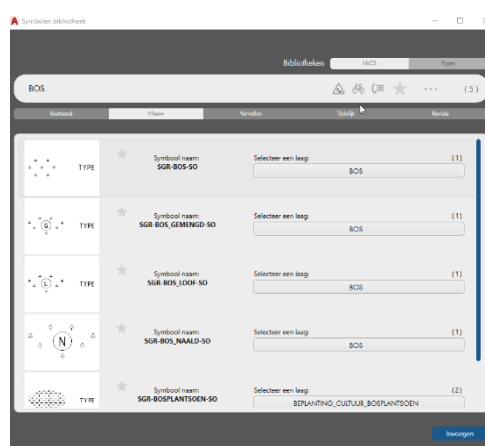 Symbolen bibliotheek
Bibliotheken NLCS Eigen
BOS (5)
Bestaand Nieuw Vervallen Tijdelijk Revisie
TYPE Symbool naam: Selecteer een laag: (1)
SGR-BOS-SO BOS
G TYPE Symbool naam: Selecteer een laag: (1)
SGR-BOS_GEMENGD-SO BOS
L TYPE Symbool naam: Selecteer een laag: (1)
SGR-BOS_LOOF-SO BOS
N Symbool naam: Selecteer een laag: (1)
SGR-BOS_NAALD-SO BOS
TYPE Symbool naam: Selecteer een laag: (2)
SGR-BOSPLANTSOEN-SO BEPLANTING_CULTUUR_BOSPLANTSOEN
Invoegen